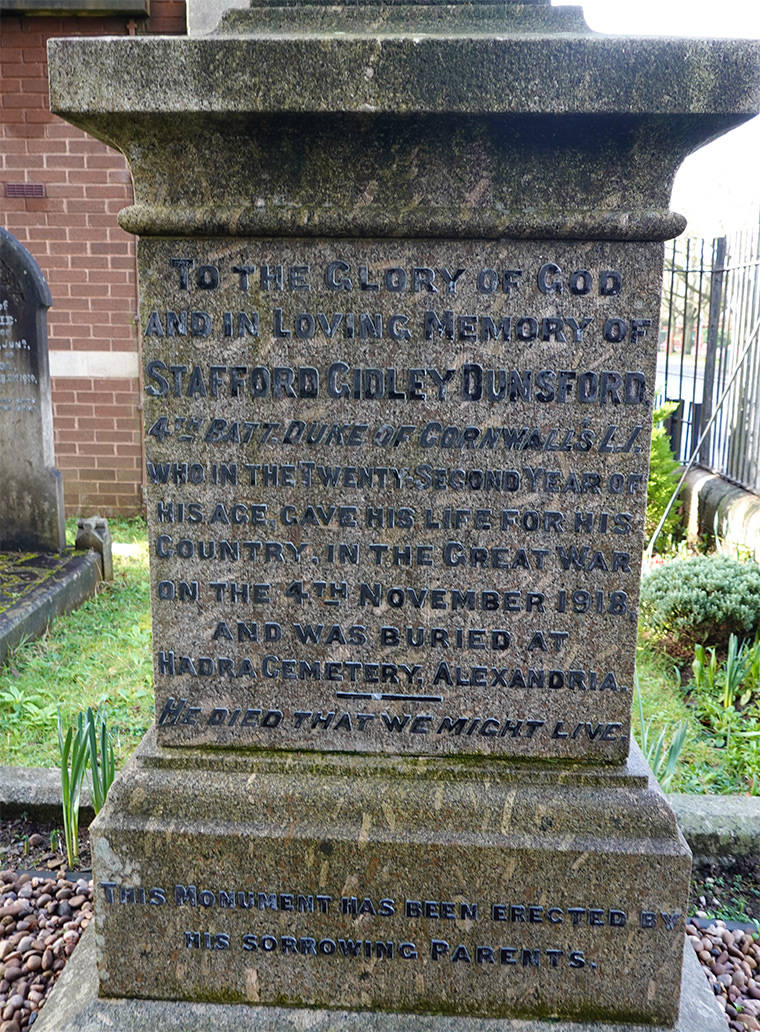 TO THE GLORY OF GOD
AND IN LOVING MEMORY OF
STAFFORD GIDLEY DUNSFORD,
4TH BATT. DUKE OF CORNWALL'S L.I.
WHO IN THE TWENTY-SECOND YEAR OF
HIS AGE, GAVE HIS LIFE FOR HIS
COUNTRY, IN THE GREAT WAR
ON THE 4TH NOVEMBER 1918,
AND WAS BURIED AT
HADRA CEMETERY, ALEXANDRIA.
HE DIED THAT WE MIGHT LIVE.
THIS MONUMENT HAS BEEN ERECTED BY
HIS SORROWING PARENTS.